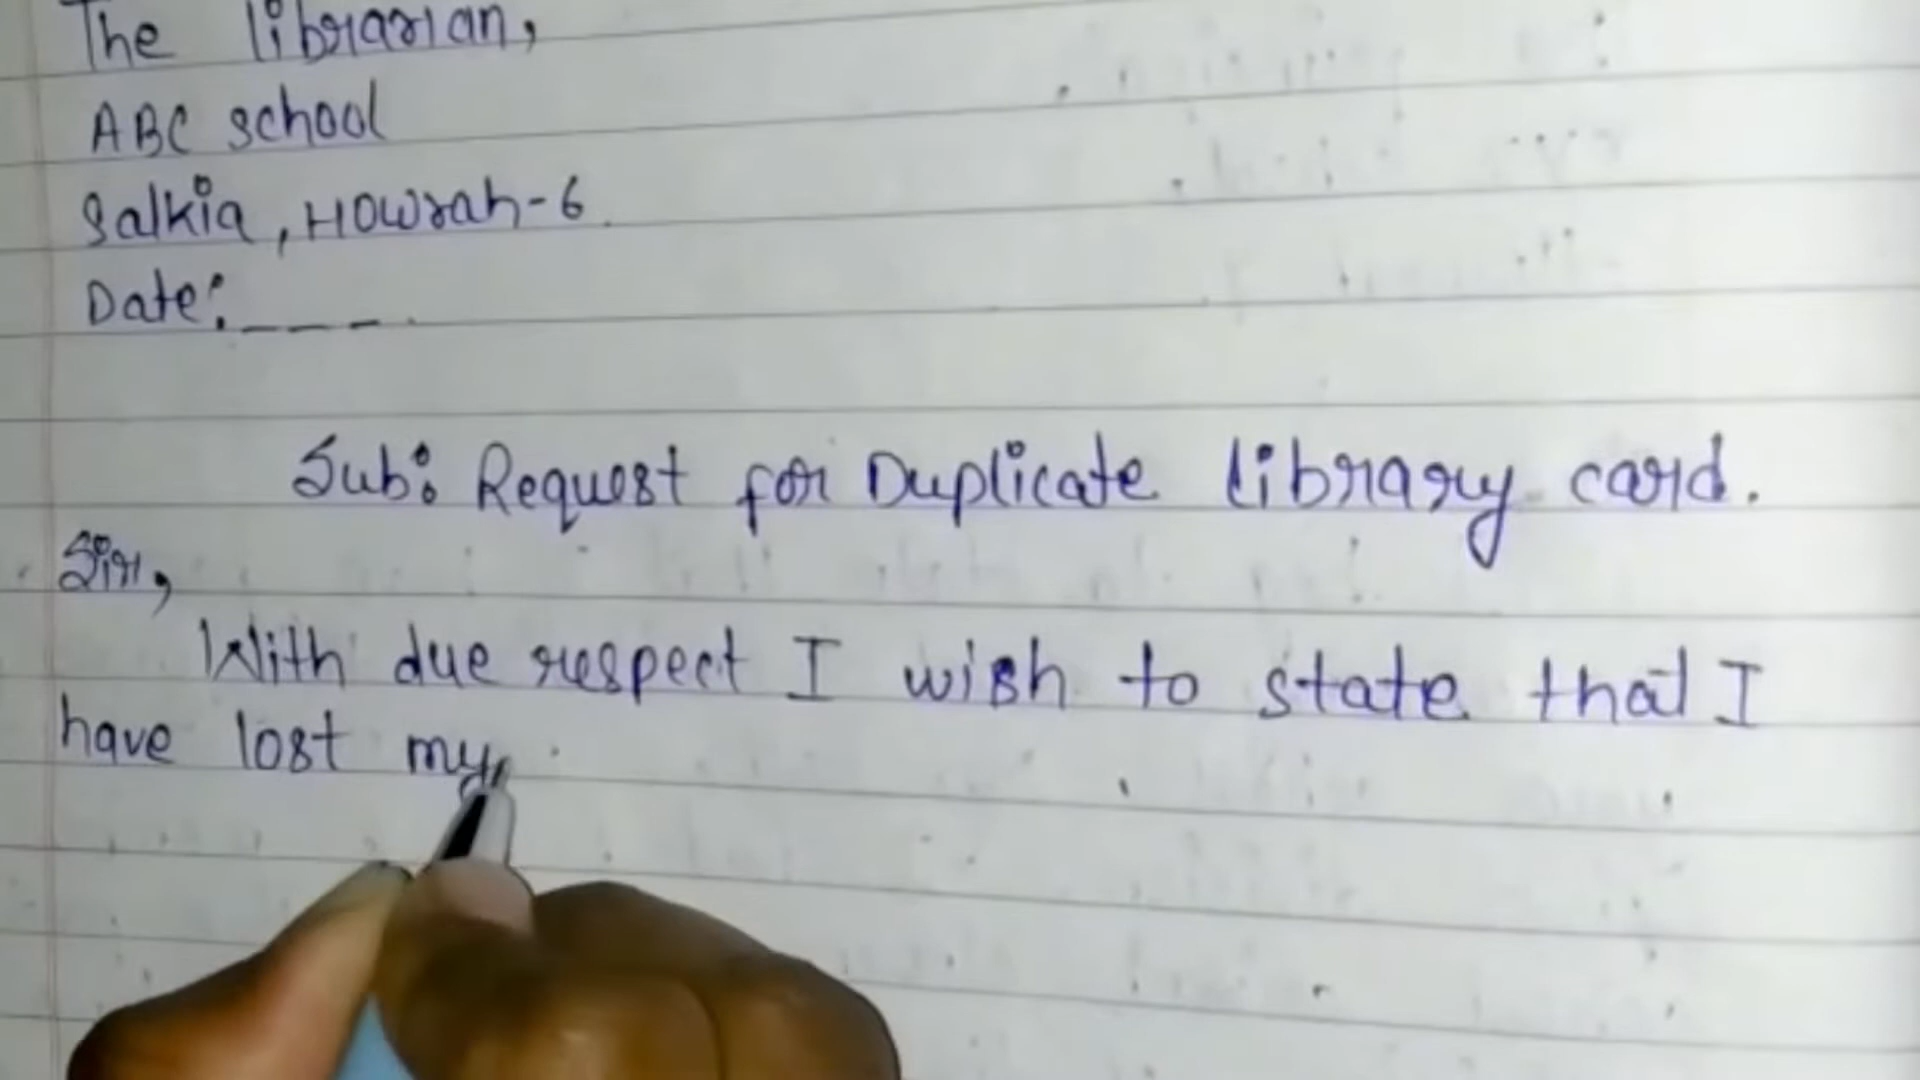 The librarian,
ABC school
Salkia, Howrah-6.
Date:____.
Sub: Request for Duplicate library card.
Sir,
With due respect I wish to state that I
have lost my